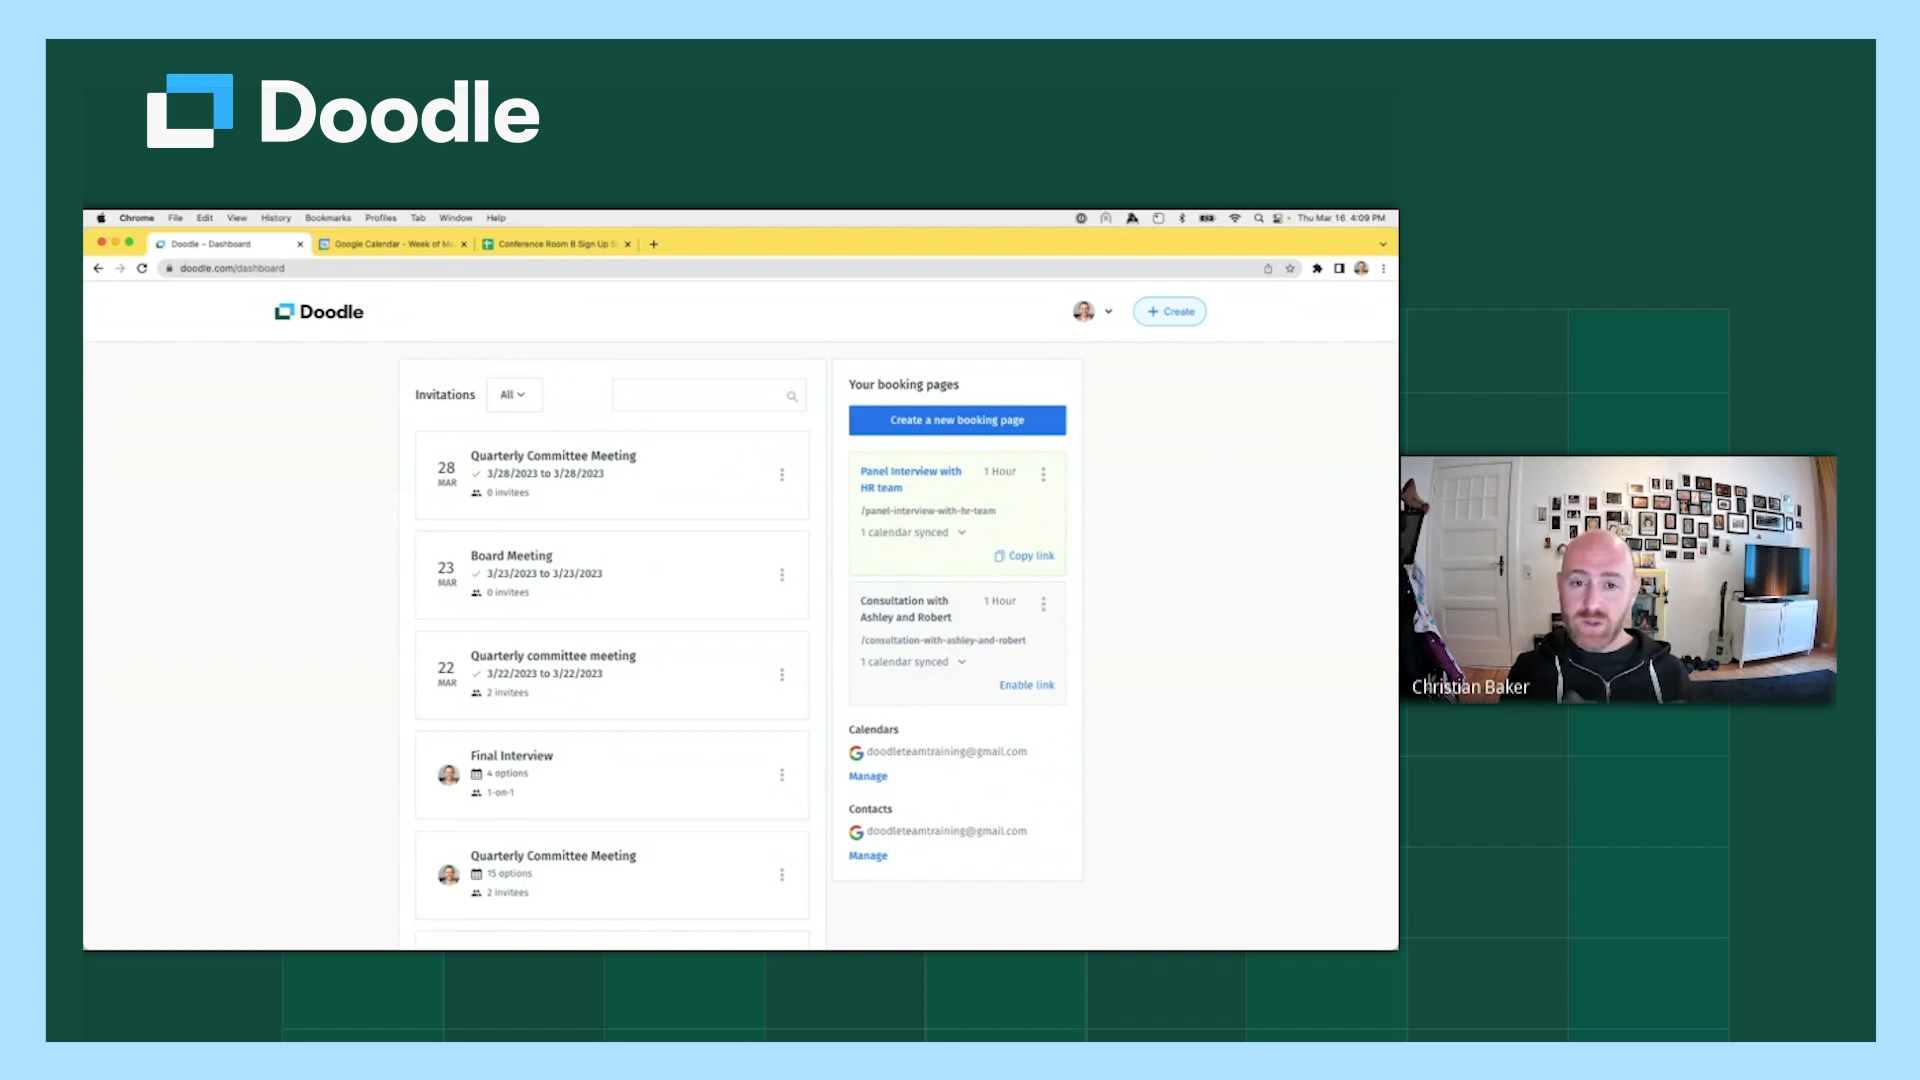 Doodle
Chrome File Edit View History Bookmarks Profiles Tab Window Help
Thu Mar 16 4:09 PM
Doodle – Dashboard
Google Calendar - Week of
Conference Room B Sign Up
doodle.com/dashboard
Doodle
+ Create
Invitations
All
28
MAR
Quarterly Committee Meeting
3/28/2023 to 3/28/2023
0 invitees
23
MAR
Board Meeting
3/23/2023 to 3/23/2023
0 invitees
22
MAR
Quarterly committee meeting
3/22/2023 to 3/22/2023
2 invitees
Final Interview
4 options
1-on-1
Quarterly Committee Meeting
15 options
2 invitees
Your booking pages
Create a new booking page
Panel Interview with
HR team
1 Hour
/panel-interview-with-hr-team
1 calendar synced
Copy link
Consultation with
Ashley and Robert
1 Hour
/consultation-with-ashley-and-robert
1 calendar synced
Enable link
Calendars
doodleteamtraining@gmail.com
Manage
Contacts
doodleteamtraining@gmail.com
Manage
Christian Baker